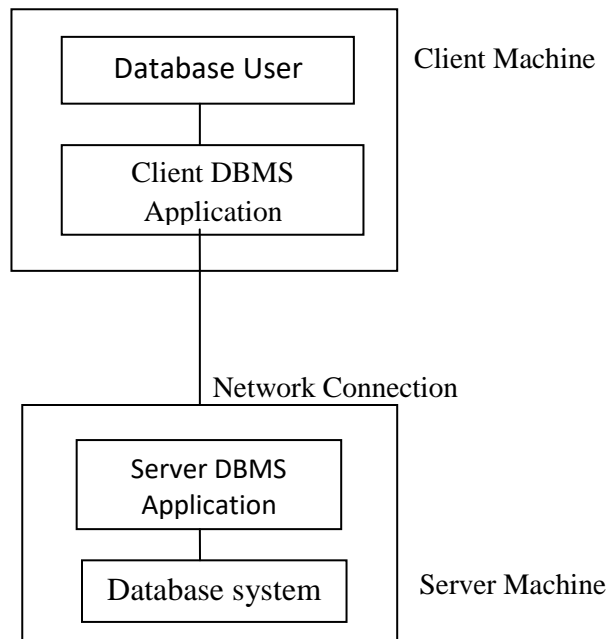 Database User
Client Machine
Client DBMS
Application
Network Connection
Server DBMS
Application
Database system
Server Machine